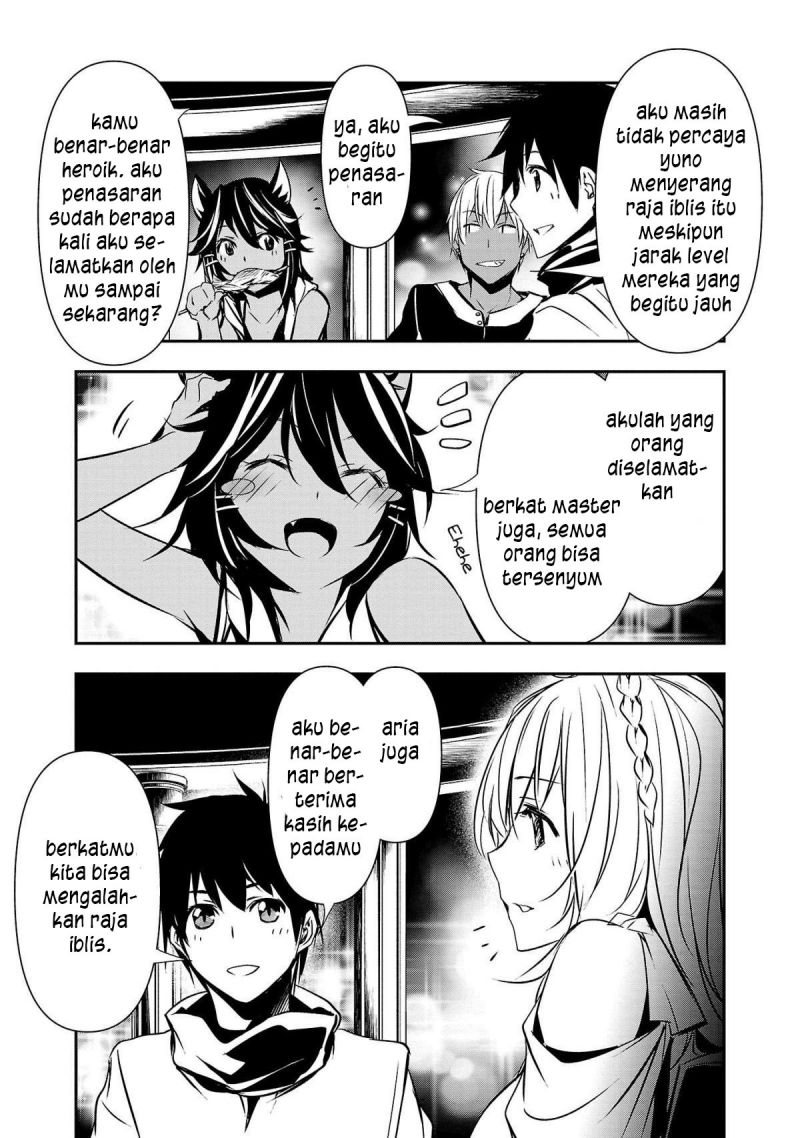 aku masih
tidak percaya
yuno
menyerang
raja iblis itu
meskipun
jarak level
mereka yang
begitu jauh
ya, aku
begitu
penasa-
ran
kamu
benar-benar
heroik. aku
penasaran
sudah berapa
kali aku se-
lamatkan oleh
mu sampai
sekarang?
akulah yang
orang
diselamat-
kan
berkat master
juga, semua
orang bisa
tersenyum
Ehehe
aria
juga
aku be-
nar-be-
nar ber-
terima
kasih ke-
padamu
berkatmu
kita bisa
mengalah-
kan raja
iblis.